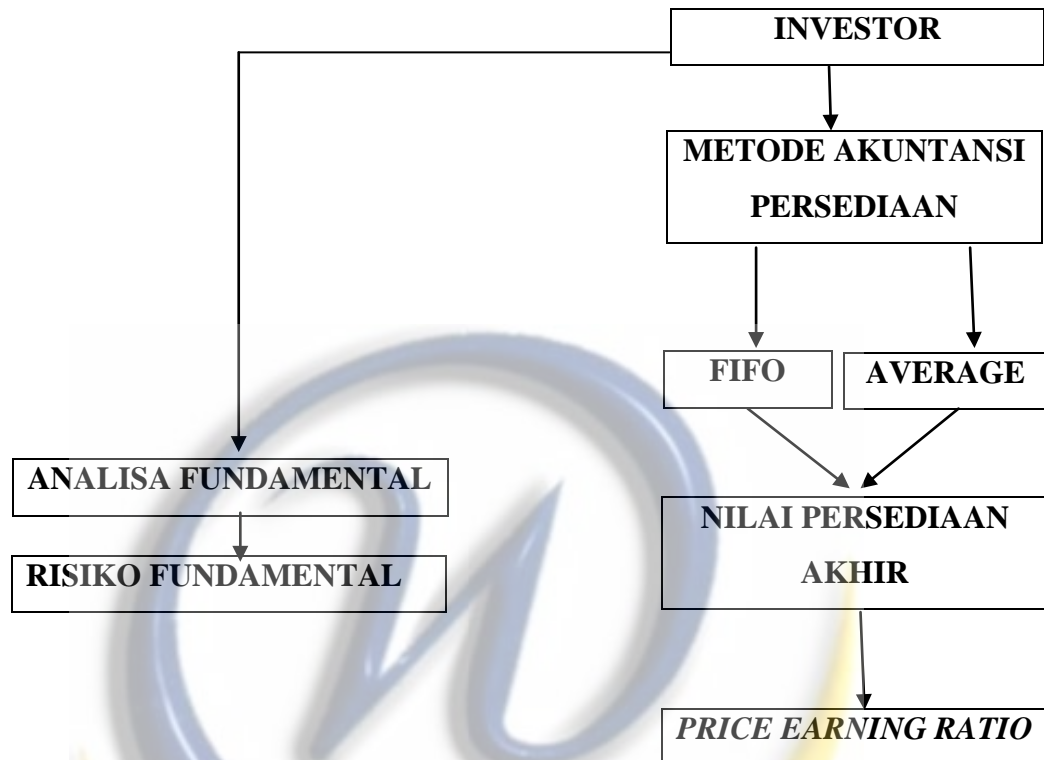 INVESTOR
METODE AKUNTANSI
PERSEDIAAN
FIFO
AVERAGE
ANALISA FUNDAMENTAL
RISIKO FUNDAMENTAL
NILAI PERSEDIAAN
AKHIR
PRICE EARNING RATIO